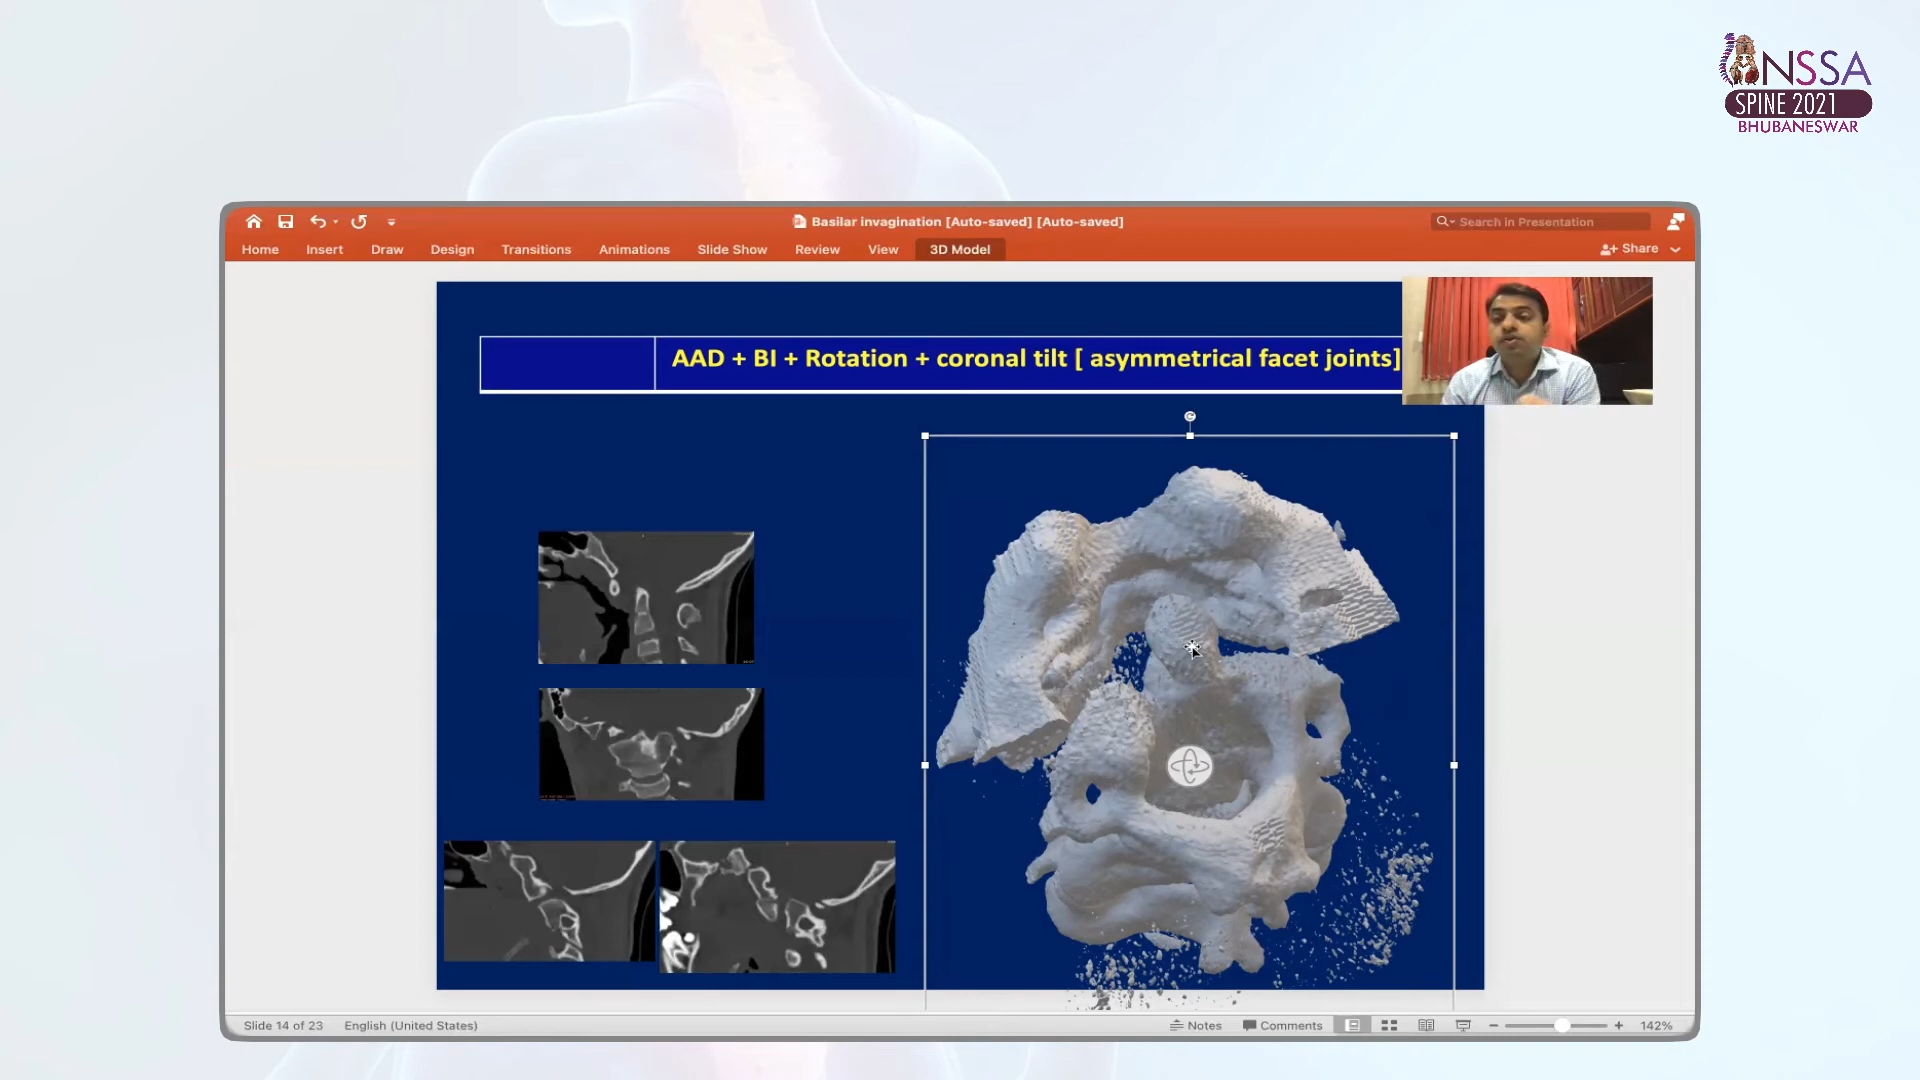 NSSA
SPINE 2021
BHUBANESWAR
Basilar invagination [Auto-saved] [Auto-saved]
Search in Presentation
Home Insert Draw Design Transitions Animations Slide Show Review View 3D Model
Share
AAD + BI + Rotation + coronal tilt [ asymmetrical facet joints]
Slide 14 of 23 English (United States) Notes Comments 142%